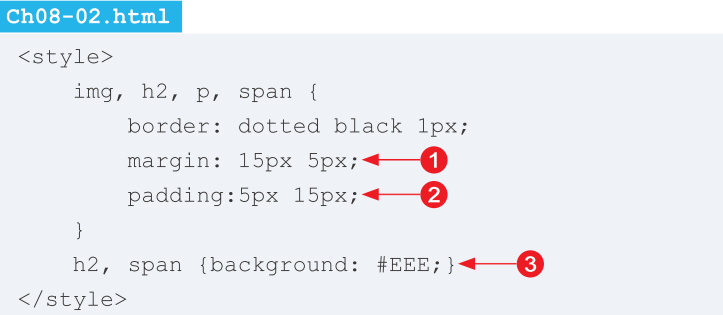 Ch08-02.html
<style>
    img, h2, p, span {
        border: dotted black 1px;
        margin: 15px 5px; 1
        padding:5px 15px; 2
    }
    h2, span {background: #EEE;} 3
</style>